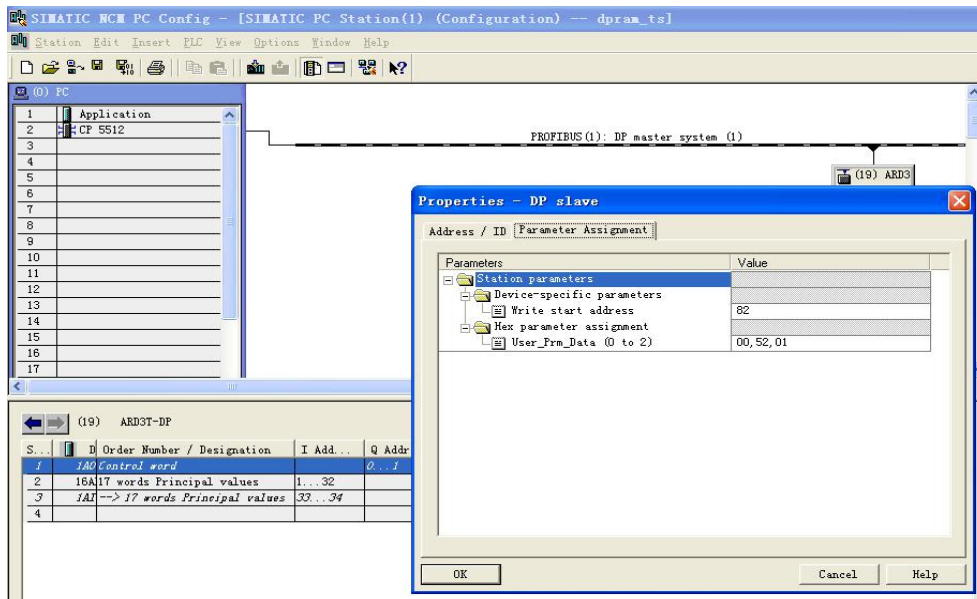 SIMATIC NCM PC Config - [SIMATIC PC Station(1) (Configuration) -- dpram_ts]
Station Edit Insert PLC View Options Window Help
(0) PC
1 Application
2 CP 5512
3
4
5
6
7
8
9
10
11
12
13
14
15
16
17
PROFIBUS(1): DP master system (1)
(19) ARD3
Properties - DP slave
Address / ID Parameter Assignment
Parameters Value
Station parameters
Device-specific parameters
Write start address 82
Hex parameter assignment
User_Prm_Data (0 to 2) 00,52,01
OK Cancel Help
(19) ARD3T-DP
S... D Order Number / Designation I Add... Q Addr
1 1AO Control word 0...1
2 16A 17 words Principal values 1...32
3 1AI --> 17 words Principal values 33...34
4